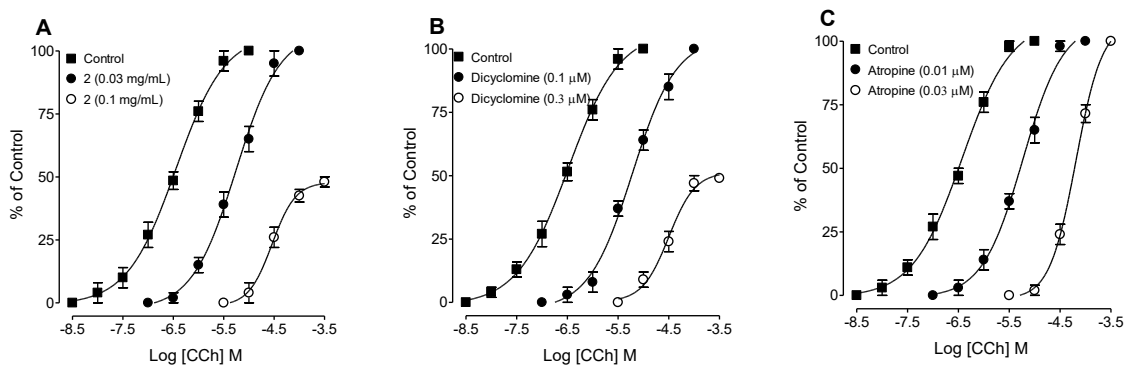 A
Control
2 (0.03 mg/mL)
2 (0.1 mg/mL)
% of Control
100
75
50
25
0
-8.5 -7.5 -6.5 -5.5 -4.5 -3.5
Log [CCh] M
B
Control
Dicyclomine (0.1 µM)
Dicyclomine (0.3 µM)
% of Control
100
75
50
25
0
-8.5 -7.5 -6.5 -5.5 -4.5 -3.5
Log [CCh] M
C
Control
Atropine (0.01 µM)
Atropine (0.03 µM)
% of Control
100
75
50
25
0
-8.5 -7.5 -6.5 -5.5 -4.5 -3.5
Log [CCh] M